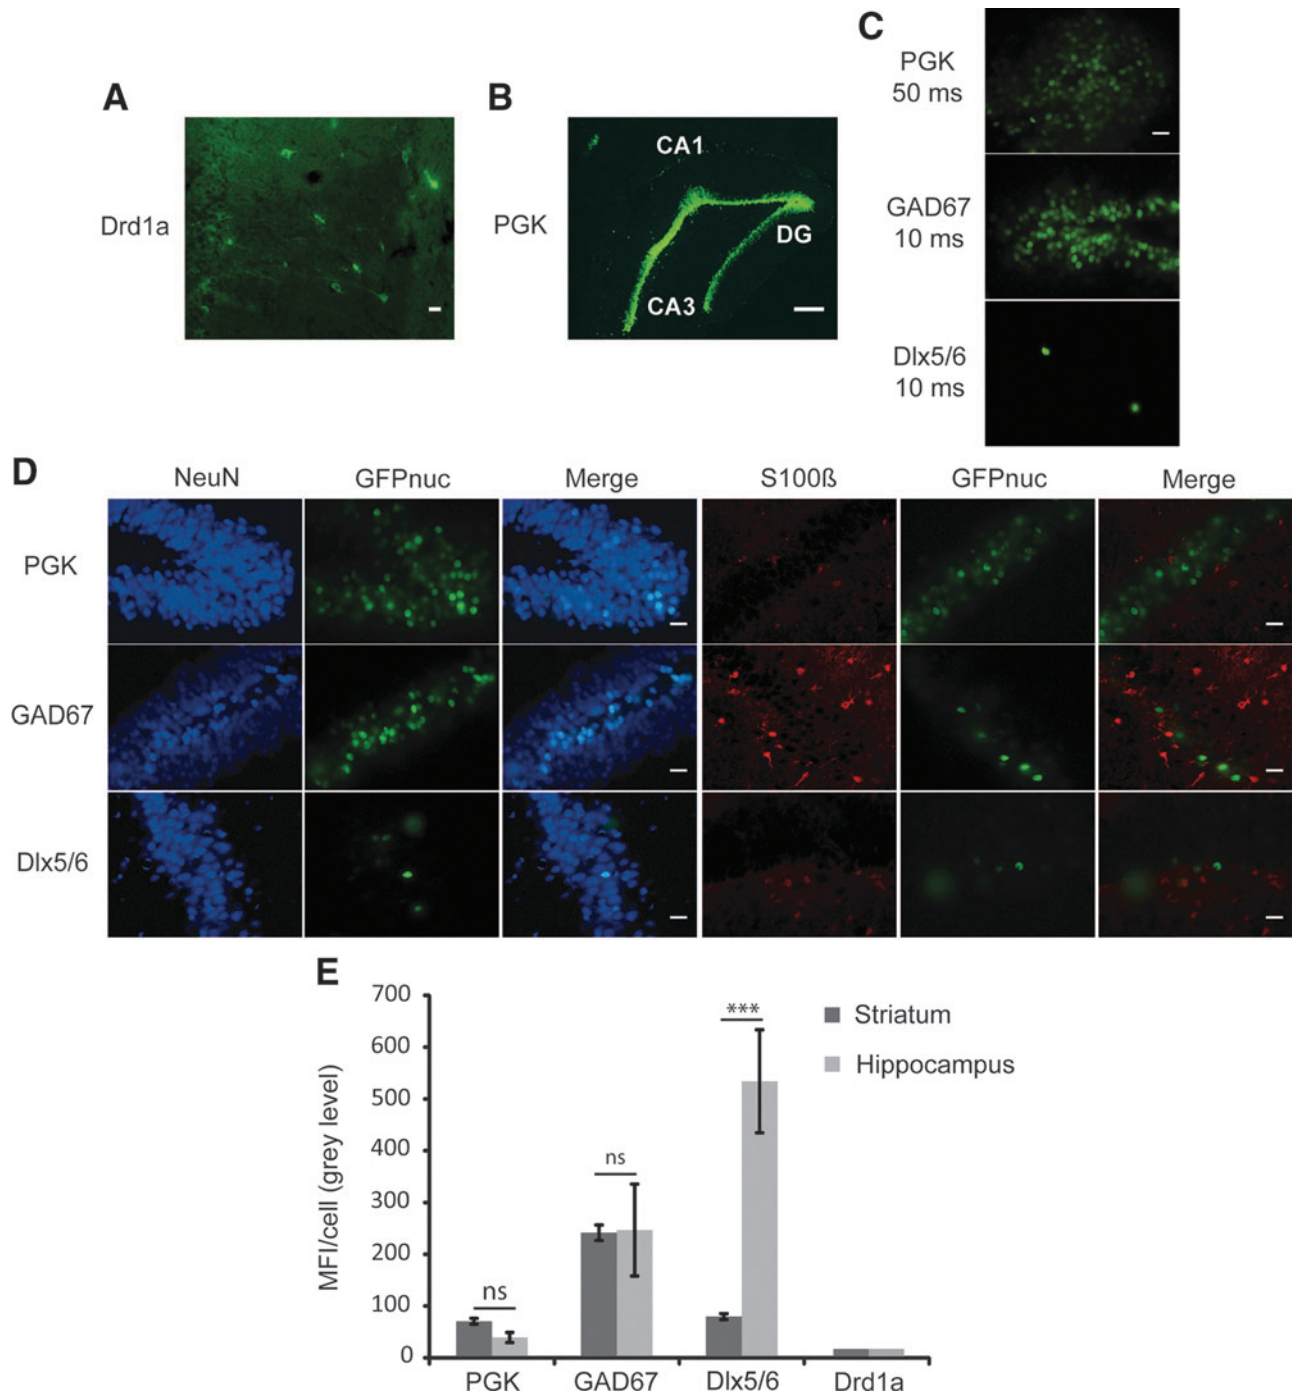 A
Drd1a
B
PGK
CA1
DG
CA3
C
PGK
50 ms
GAD67
10 ms
Dlx5/6
10 ms
D
NeuN GFPnuc Merge S100ß GFPnuc Merge
PGK
GAD67
Dlx5/6
E
MFI/cell (grey level)
700
600
500
400
300
200
100
0
ns
ns
***
Striatum
Hippocampus
PGK GAD67 Dlx5/6 Drd1a